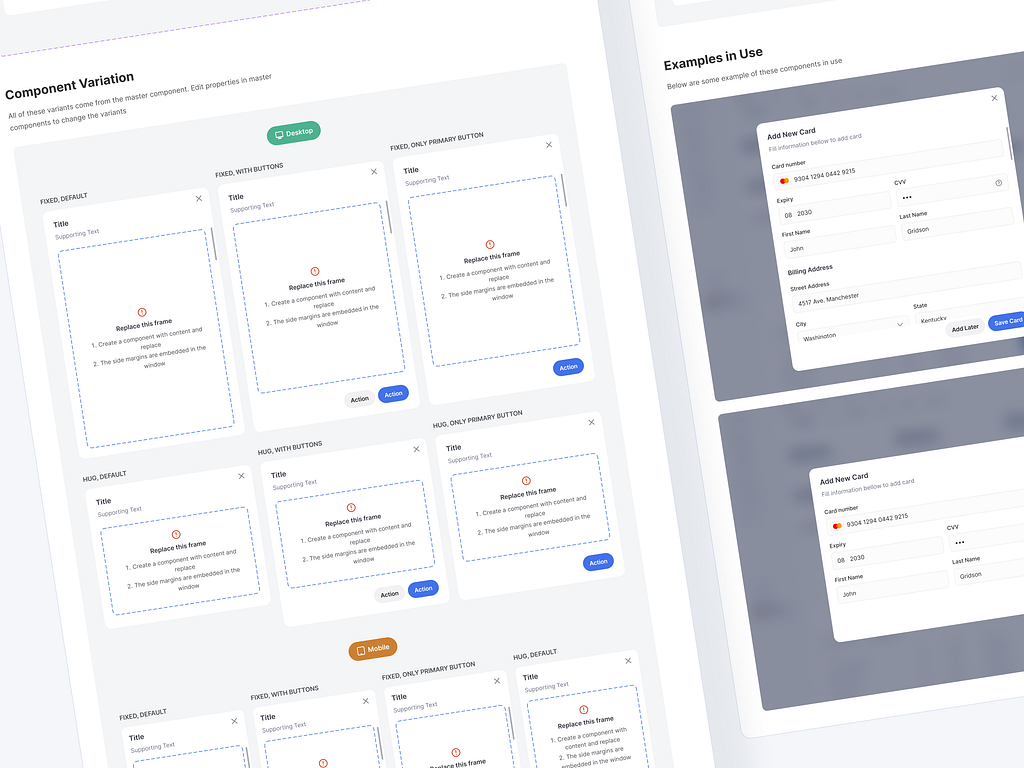 Component Variation
All of these variants come from the master component. Edit properties in master
components to change the variants
Desktop
FIXED, DEFAULT
Title
Supporting Text
Replace this frame
1. Create a component with content and
replace
2. The side margins are embedded in the
window
FIXED, WITH BUTTONS
Title
Supporting Text
Replace this frame
1. Create a component with content and
replace
2. The side margins are embedded in the
window
Action
Action
FIXED, ONLY PRIMARY BUTTON
Title
Supporting Text
Replace this frame
1. Create a component with content and
replace
2. The side margins are embedded in the
window
Action
HUG, DEFAULT
Title
Supporting Text
Replace this frame
1. Create a component with content and
replace
2. The side margins are embedded in the
window
HUG, WITH BUTTONS
Title
Supporting Text
Replace this frame
1. Create a component with content and
replace
2. The side margins are embedded in the
window
Action
Action
HUG, ONLY PRIMARY BUTTON
Title
Supporting Text
Replace this frame
1. Create a component with content and
replace
2. The side margins are embedded in the
window
Action
Mobile
FIXED, DEFAULT
Title
Supporting Text
FIXED, WITH BUTTONS
Title
Supporting Text
FIXED, ONLY PRIMARY BUTTON
Title
Supporting Text
Replace this frame
HUG, DEFAULT
Title
Supporting Text
Replace this frame
1. Create a component with
content and replace
2. The side margins are
embedded in the window
Examples in Use
Below are some example of these components in use
Add New Card
Fill information bellow to add card
Card number
9304 1294 0442 9215
Expiry
08 2030
CVV
First Name
John
Last Name
Gridson
Billing Address
Street Address
4517 Ave, Manchester
City
Washington
State
Kentucky
Add Later
Save Card
Add New Card
Fill information bellow to add card
Card number
9304 1294 0442 9215
Expiry
08 2030
CVV
First Name
John
Last Name
Gridson